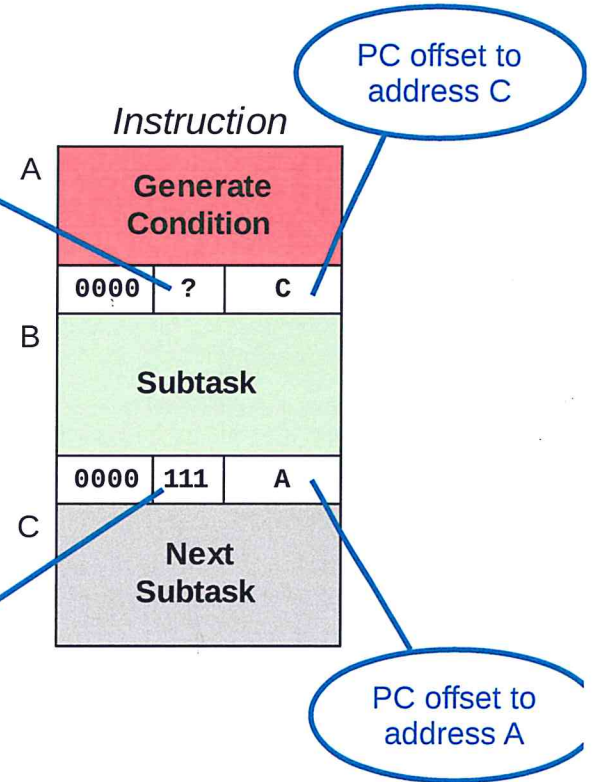 PC offset to
address C
Instruction
A
Generate
Condition
0000 ? C
B
Subtask
0000 111 A
C
Next
Subtask
PC offset to
address A